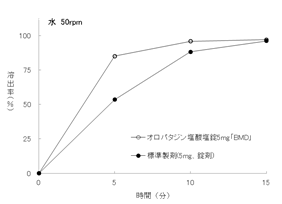 水 50rpm
100
75
50
25
0
溶出率(%)
オロパタジン塩酸塩錠5mg「BMD」
標準製剤(5mg、錠剤)
0 5 10 15
時間(分)